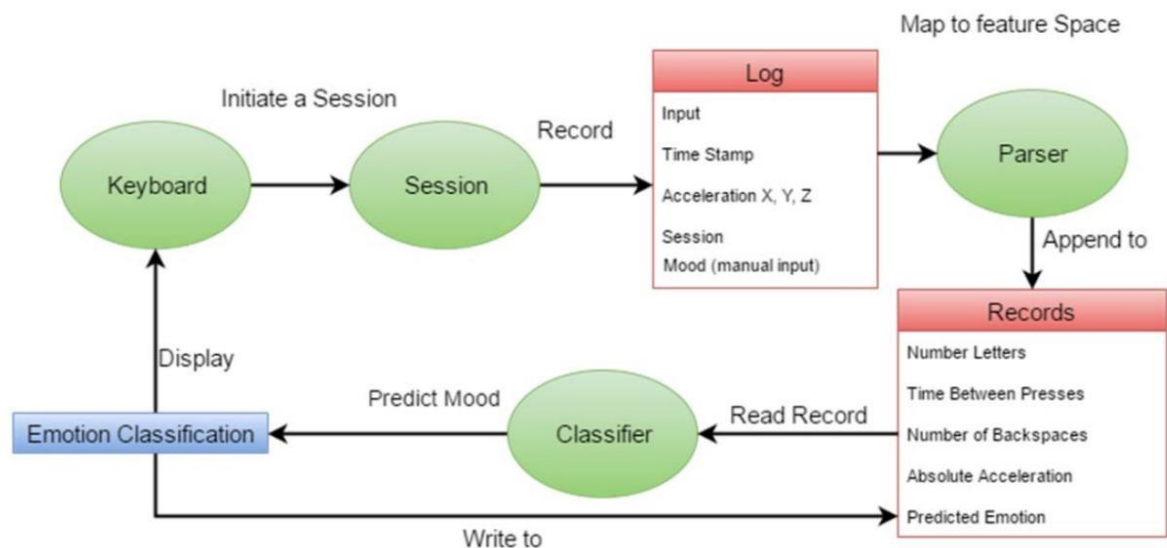 Map to feature Space
Log
Initiate a Session
Input
Record
Time Stamp
Parser
Keyboard
Session
Acceleration X, Y, Z
Session
Append to
Mood (manual input)
Records
Number Letters
Display
Time Between Presses
Predict Mood
Read Record
Emotion Classification
Classifier
Number of Backspaces
Absolute Acceleration
Predicted Emotion
Write to